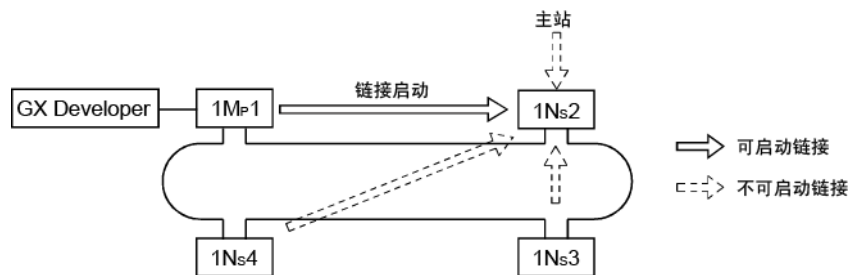 主站
链接启动
GX Developer
1MP1
1Ns2
可启动链接
不可启动链接
1Ns4
1Ns3